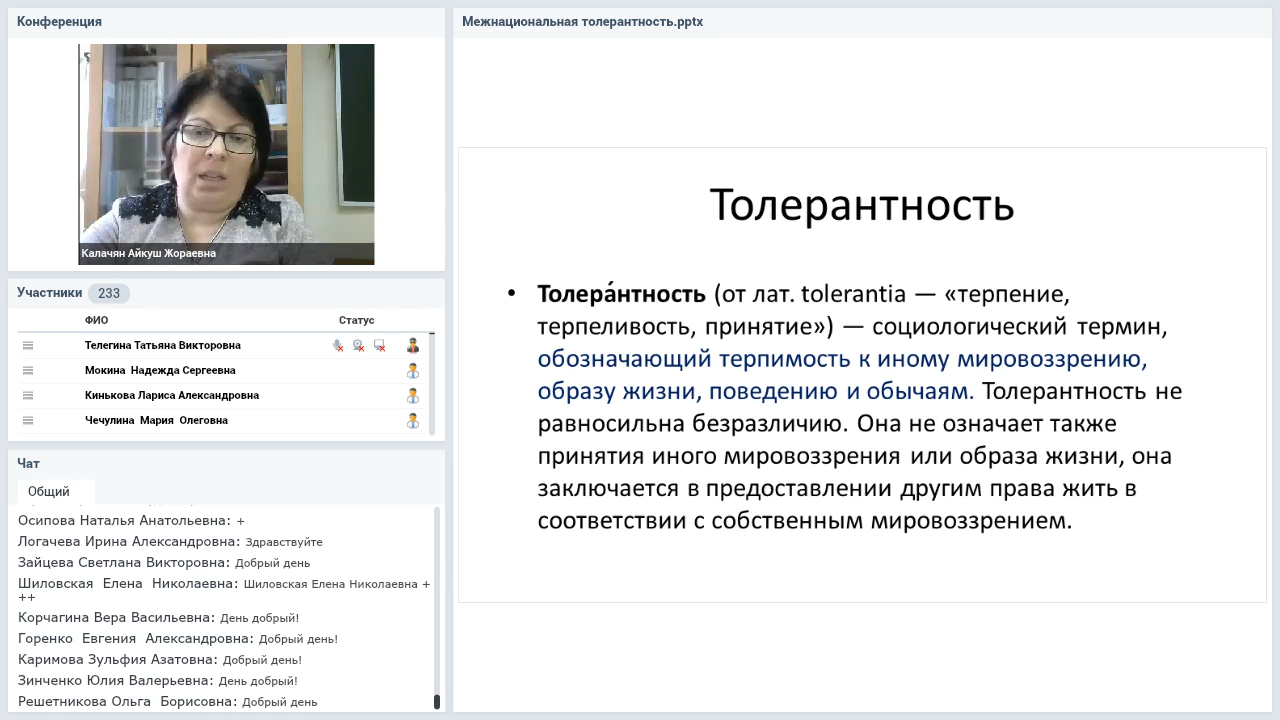 Конференция
Калачян Айкуш Жораевна
Участники 233
ФИО Статус
Телегина Татьяна Викторовна
Мокина Надежда Сергеевна
Кинькова Лариса Александровна
Чечулина Мария Олеговна
Чат
Общий
Осипова Наталья Анатольевна: +
Логачева Ирина Александровна: Здравствуйте
Зайцева Светлана Викторовна: Добрый день
Шиловская Елена Николаевна: Шиловская Елена Николаевна +
++
Корчагина Вера Васильевна: День добрый!
Горенко Евгения Александровна: Добрый день!
Каримова Зульфия Азатовна: Добрый день!
Зинченко Юлия Валерьевна: День добрый!
Решетникова Ольга Борисовна: Добрый день
Межнациональная толерантность.pptx
Толерантность
• Толера́нтность (от лат. tolerantia — «терпение,
терпеливость, принятие») — социологический термин,
обозначающий терпимость к иному мировоззрению,
образу жизни, поведению и обычаям. Толерантность не
равносильна безразличию. Она не означает также
принятия иного мировоззрения или образа жизни, она
заключается в предоставлении другим права жить в
соответствии с собственным мировоззрением.